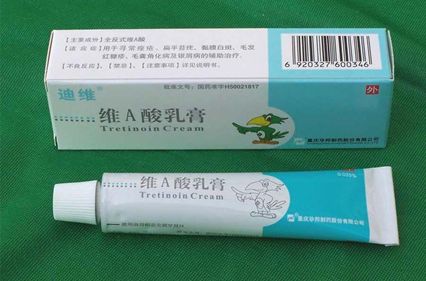 [主要成份]全反式维A酸
[适应症]用于寻常痤疮、扁平苔癣、黏膜白斑、毛发
红糠疹、毛囊角化病及银屑病的辅助治疗。
[不良反应]、[禁忌]、[注意事项]详见说明书。
6 920327 600346
迪维®
批准文号：国药准字H50021817
外
维A酸乳膏
Tretinoin Cream
重庆华邦制药股份有限公司
维A酸乳膏
Tretinoin Cream
0.025%
重庆华邦制药股份有限公司